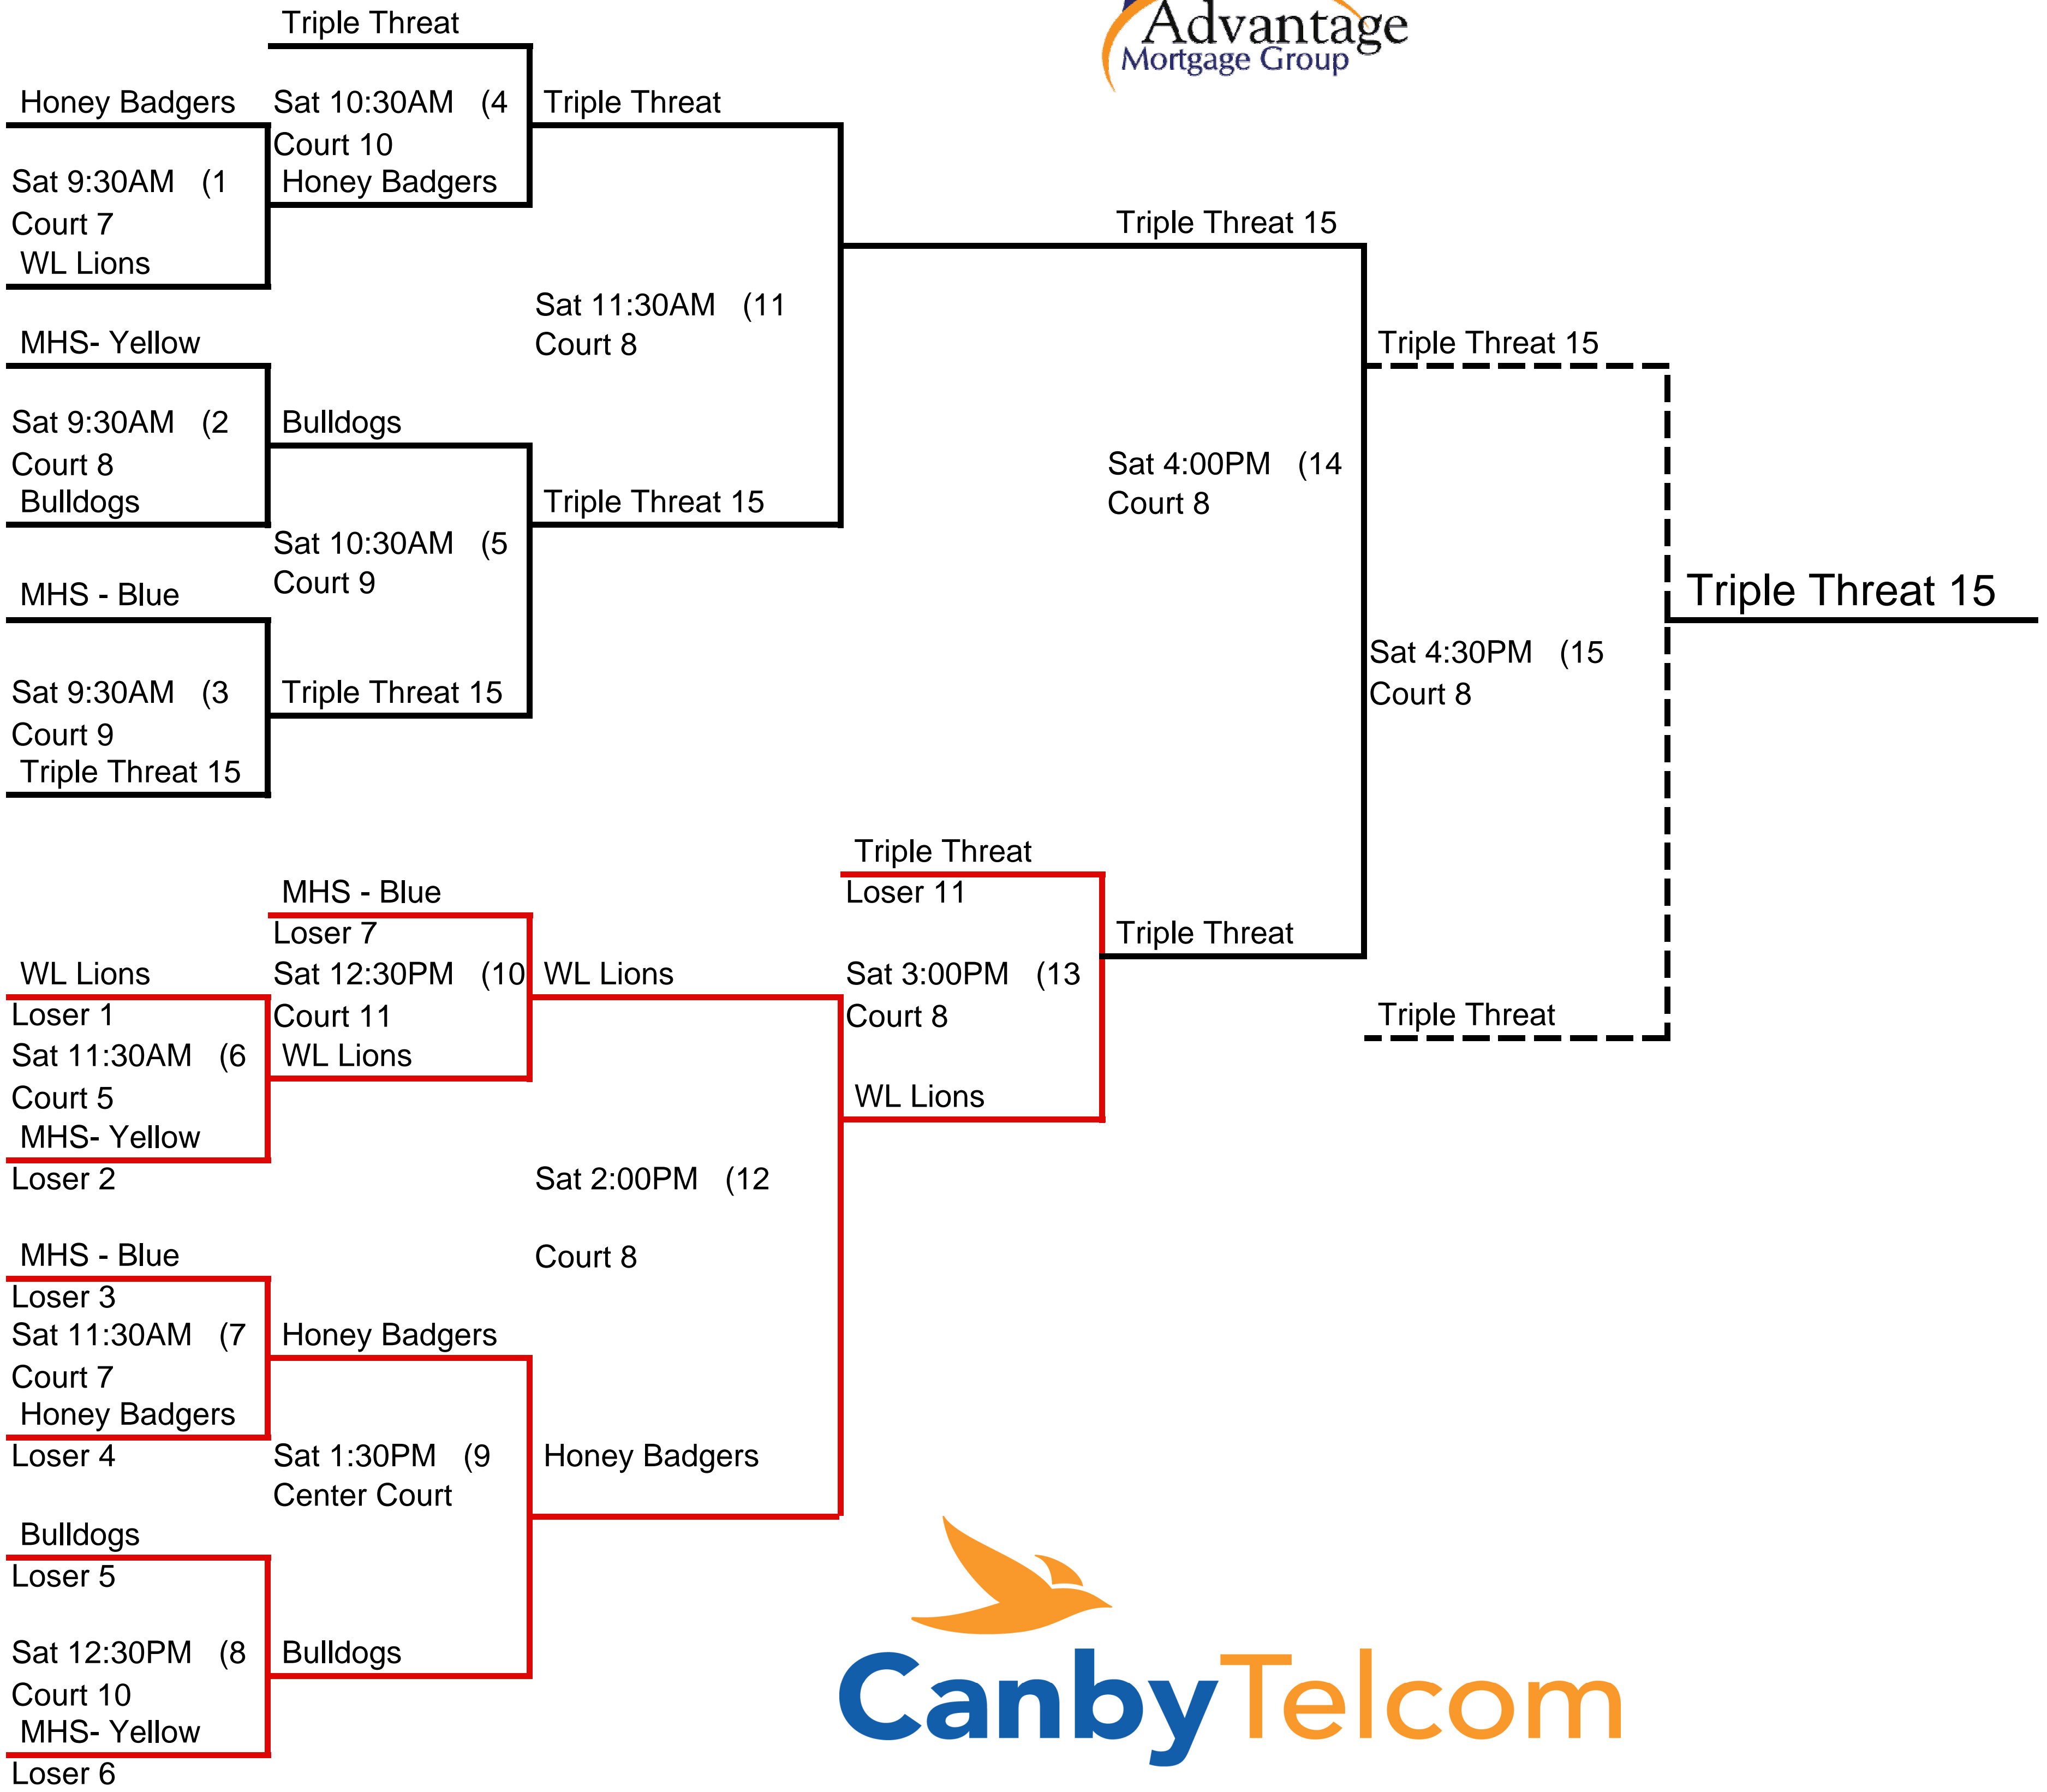 Advantage
Mortgage Group
Triple Threat
Honey Badgers
Sat 10:30AM (4
Court 10
Triple Threat
Sat 9:30AM (1
Court 7
Honey Badgers
WL Lions
Triple Threat 15
Sat 11:30AM (11
Court 8
MHS- Yellow
Triple Threat 15
Sat 9:30AM (2
Court 8
Bulldogs
Bulldogs
Sat 4:00PM (14
Court 8
Triple Threat 15
Sat 10:30AM (5
Court 9
MHS - Blue
Triple Threat 15
Sat 4:30PM (15
Court 8
Sat 9:30AM (3
Court 9
Triple Threat 15
Triple Threat 15
Triple Threat
Loser 11
MHS - Blue
Loser 7
Triple Threat
WL Lions
Loser 1
Sat 12:30PM (10
Court 11
WL Lions
Sat 3:00PM (13
Court 8
Triple Threat
Sat 11:30AM (6
Court 5
WL Lions
WL Lions
MHS- Yellow
Loser 2
Sat 2:00PM (12
Court 8
MHS - Blue
Loser 3
Sat 11:30AM (7
Court 7
Honey Badgers
Honey Badgers
Loser 4
Sat 1:30PM (9
Center Court
Honey Badgers
Bulldogs
Loser 5
Sat 12:30PM (8
Court 10
Bulldogs
MHS- Yellow
Loser 6
CanbyTelcom